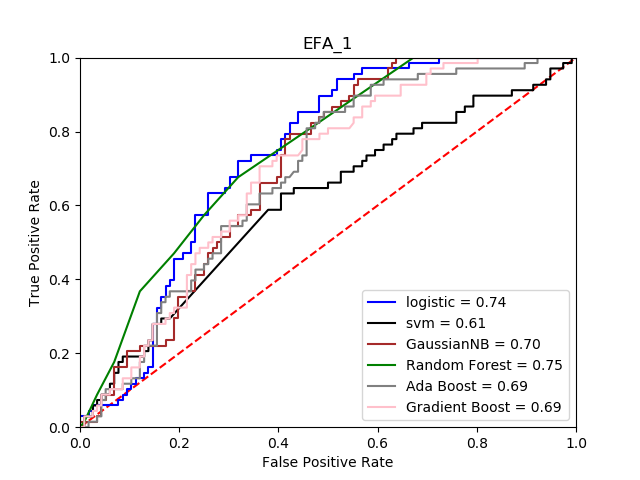 EFA_1
True Positive Rate
1.0
0.8
0.6
0.4
0.2
0.0
logistic = 0.74
svm = 0.61
GaussianNB = 0.70
Random Forest = 0.75
Ada Boost = 0.69
Gradient Boost = 0.69
0.0 0.2 0.4 0.6 0.8 1.0
False Positive Rate